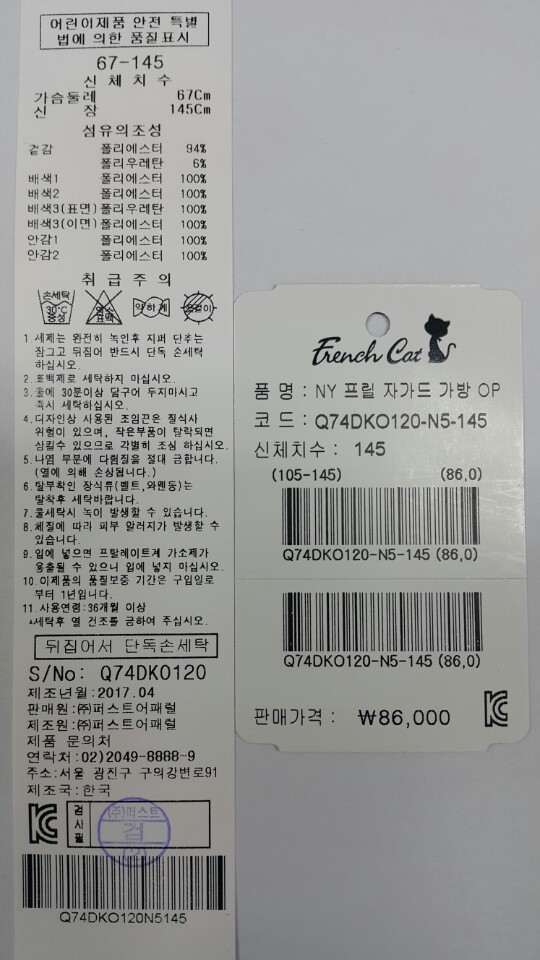 어린이제품 안전 특별
법에 의한 품질표시
67-145
신 체 치 수
가슴둘레 67Cm
신 장 145Cm
섬유의조성
겉감 폴리에스터 94%
폴리우레탄 6%
배색1 폴리에스터 100%
배색2 폴리에스터 100%
배색3(표면) 폴리우레탄 100%
배색3(이면) 폴리에스터 100%
안감1 폴리에스터 100%
안감2 폴리에스터 100%
취 급 주 의
손세탁 30℃ 중성
염소 표백
약하게
옷걸이
1.세제는 완전히 녹인후 지퍼 단추는
잠그고 뒤집어 반드시 단독 손세탁
하십시오.
2.표백제로 세탁하지 마십시오.
3.물에 30분이상 담구어 두지마시고
즉시 세탁하십시오.
4.디자인상 사용된 조임끈은 질식사
위험이 있으며, 작은부품이 탈락되면
삼킬수 있으므로 각별히 조심 하십시오.
5.나염 부분에 다림질을 절대 금합니다.
(열에 의해 손상됩니다.)
6.탈부착인 장식류(벨트,와펜등)는
탈착후 세탁바랍니다.
7.물세탁시 녹이 발생할 수 있습니다.
8.체질에 따라 피부 알러지가 발생할 수
있습니다.
9.입에 넣으면 프탈레이트계 가소제가
용출될 수 있으니 입에 넣지 마십시오.
10.이제품의 품질보증 기간은 구입일로
부터 1년입니다.
11.사용연령:36개월 이상
*세탁후 열 건조를 금하여 주십시오.
뒤집어서 단독손세탁
S/No: Q74DKO120
제조년월:2017.04
판매원:㈜퍼스트어패럴
제조원:㈜퍼스트어패럴
제품 문의처
연락처:02)2049-8888~9
주소:서울 광진구 구의강변로91
제조국:한국
검사필
(주)퍼스트
검
(2)
Q74DKO120N5145
French Cat
품 명 : NY 프릴 자가드 가방 OP
코 드 : Q74DKO120-N5-145
신체치수 : 145
(105-145) (86,0)
Q74DKO120-N5-145 (86,0)
Q74DKO120-N5-145 (86,0)
판매가격 : ₩86,000